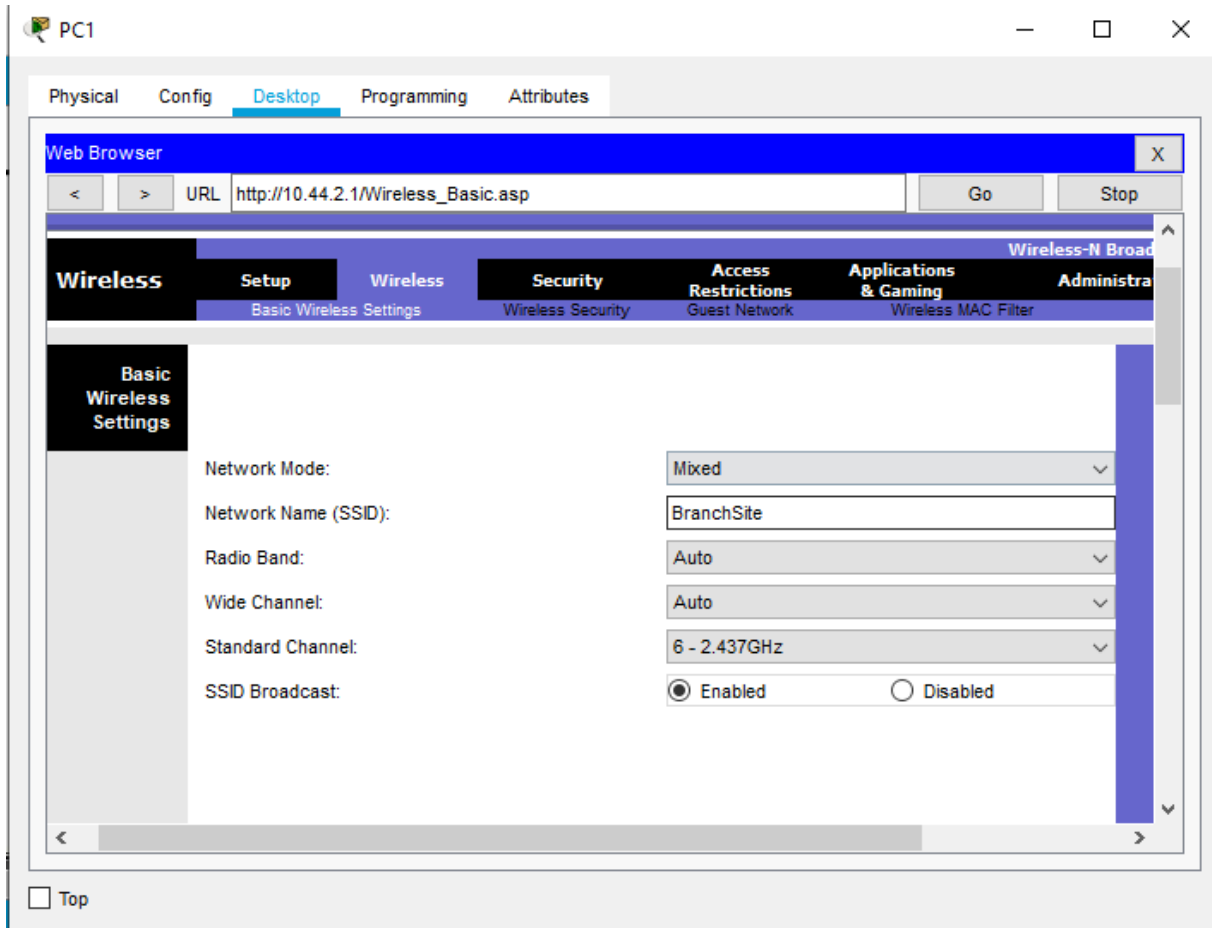 PC1
Physical Config Desktop Programming Attributes
Web Browser X
< > URL http://10.44.2.1/Wireless_Basic.asp Go Stop
Wireless-N Broad
Wireless Setup Wireless Security Access Restrictions Applications & Gaming Administra
Basic Wireless Settings Wireless Security Guest Network Wireless MAC Filter
Basic
Wireless
Settings
Network Mode: Mixed
Network Name (SSID): BranchSite
Radio Band: Auto
Wide Channel: Auto
Standard Channel: 6 - 2.437GHz
SSID Broadcast: Enabled Disabled
Top